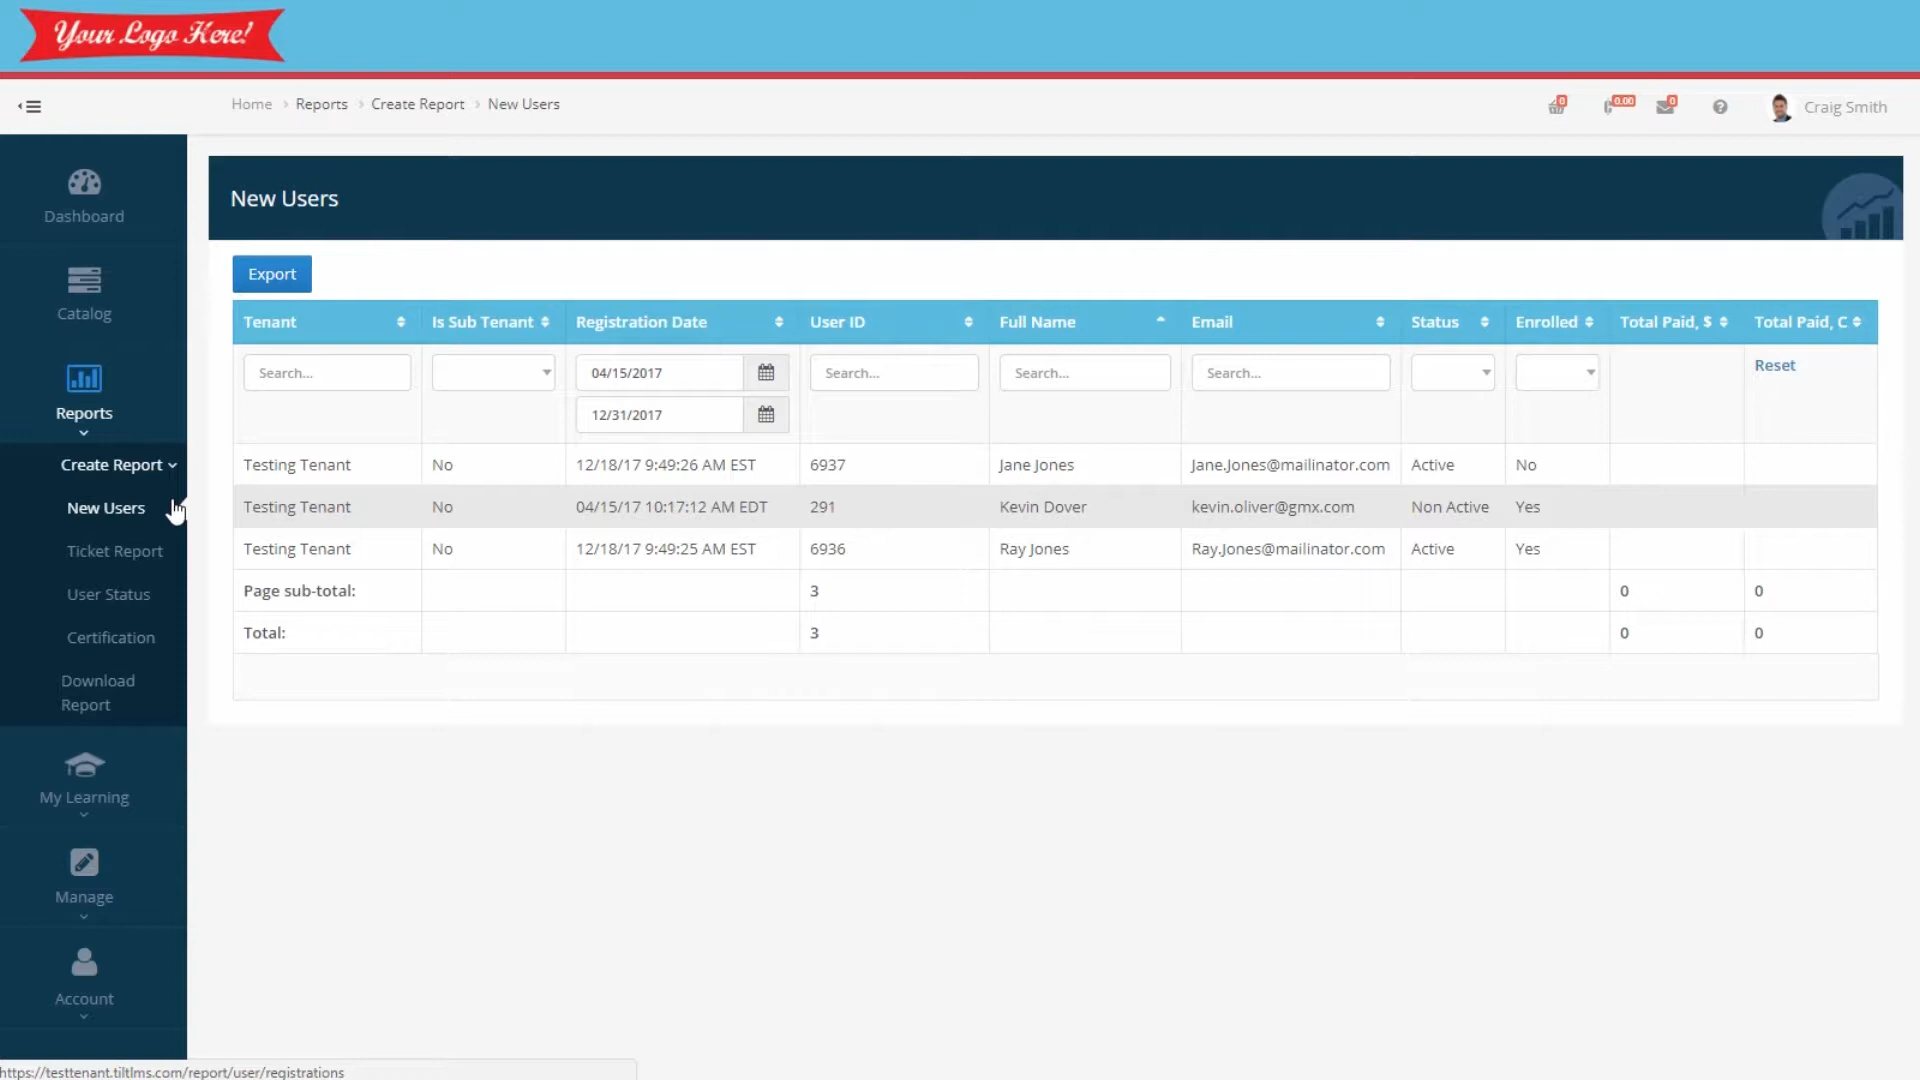 Your Logo Here!
Home › Reports › Create Report › New Users
0
0.00
0
Craig Smith
Dashboard
Catalog
Reports
Create Report
New Users
Ticket Report
User Status
Certification
Download
Report
My Learning
Manage
Account
New Users
Export
Tenant Is Sub Tenant Registration Date User ID Full Name Email Status Enrolled Total Paid, $ Total Paid, C
Search... 04/15/2017 Search... Search... Search... Reset
12/31/2017
Testing Tenant No 12/18/17 9:49:26 AM EST 6937 Jane Jones Jane.Jones@mailinator.com Active No
Testing Tenant No 04/15/17 10:17:12 AM EDT 291 Kevin Dover kevin.oliver@gmx.com Non Active Yes
Testing Tenant No 12/18/17 9:49:25 AM EST 6936 Ray Jones Ray.Jones@mailinator.com Active Yes
Page sub-total: 3 0 0
Total: 3 0 0
https://testtenant.tiltlms.com/report/user/registrations